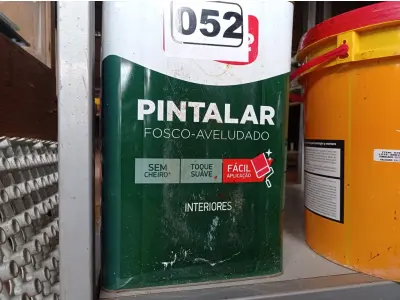 052
PINTALAR
FOSCO-AVELUDADO
SEM
CHEIRO*
TOQUE
SUAVE
FÁCIL
APLICAÇÃO
INTERIORES